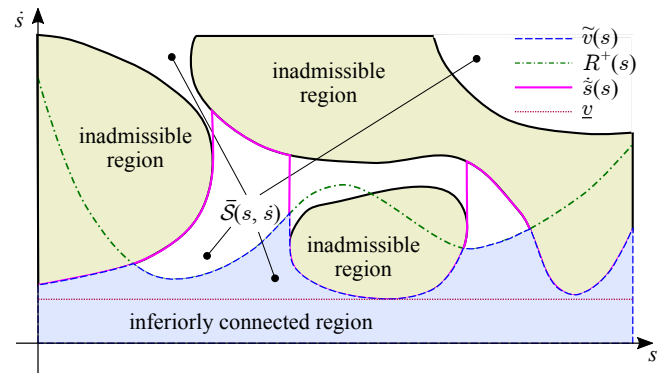 ṡ
ṽ(s)
R⁺(s)
inadmissible
region
ṡ̂(s)
v̲
inadmissible
region
S̄(s, ṡ)
inadmissible
region
inferiorly connected region
s